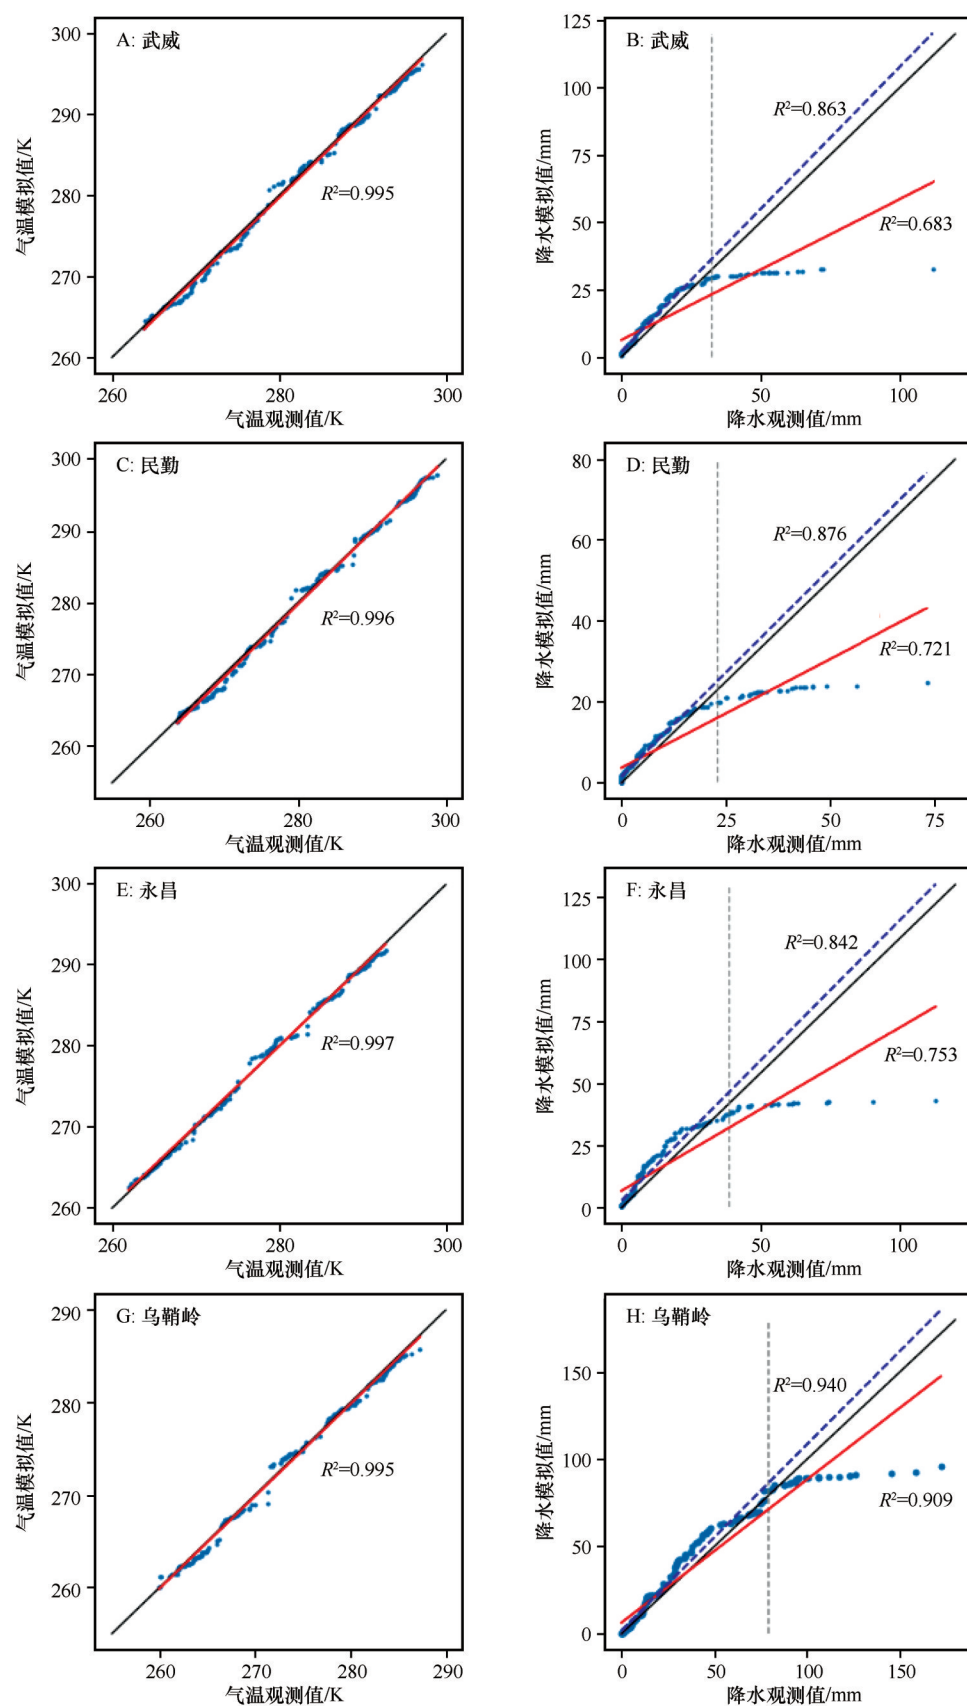 A: 武威
300
290
280
270
260
260
280
300
R²=0.995
气温模拟值/K
气温观测值/K
B: 武威
125
100
75
50
25
0
0
50
100
R²=0.863
R²=0.683
降水模拟值/mm
降水观测值/mm
C: 民勤
300
290
280
270
260
260
280
300
R²=0.996
气温模拟值/K
气温观测值/K
D: 民勤
80
60
40
20
0
0
25
50
75
R²=0.876
R²=0.721
降水模拟值/mm
降水观测值/mm
E: 永昌
300
290
280
270
260
260
280
300
R²=0.997
气温模拟值/K
气温观测值/K
F: 永昌
125
100
75
50
25
0
0
50
100
R²=0.842
R²=0.753
降水模拟值/mm
降水观测值/mm
G: 乌鞘岭
290
280
270
260
260
270
280
290
R²=0.995
气温模拟值/K
气温观测值/K
H: 乌鞘岭
150
100
50
0
0
50
100
150
R²=0.940
R²=0.909
降水模拟值/mm
降水观测值/mm